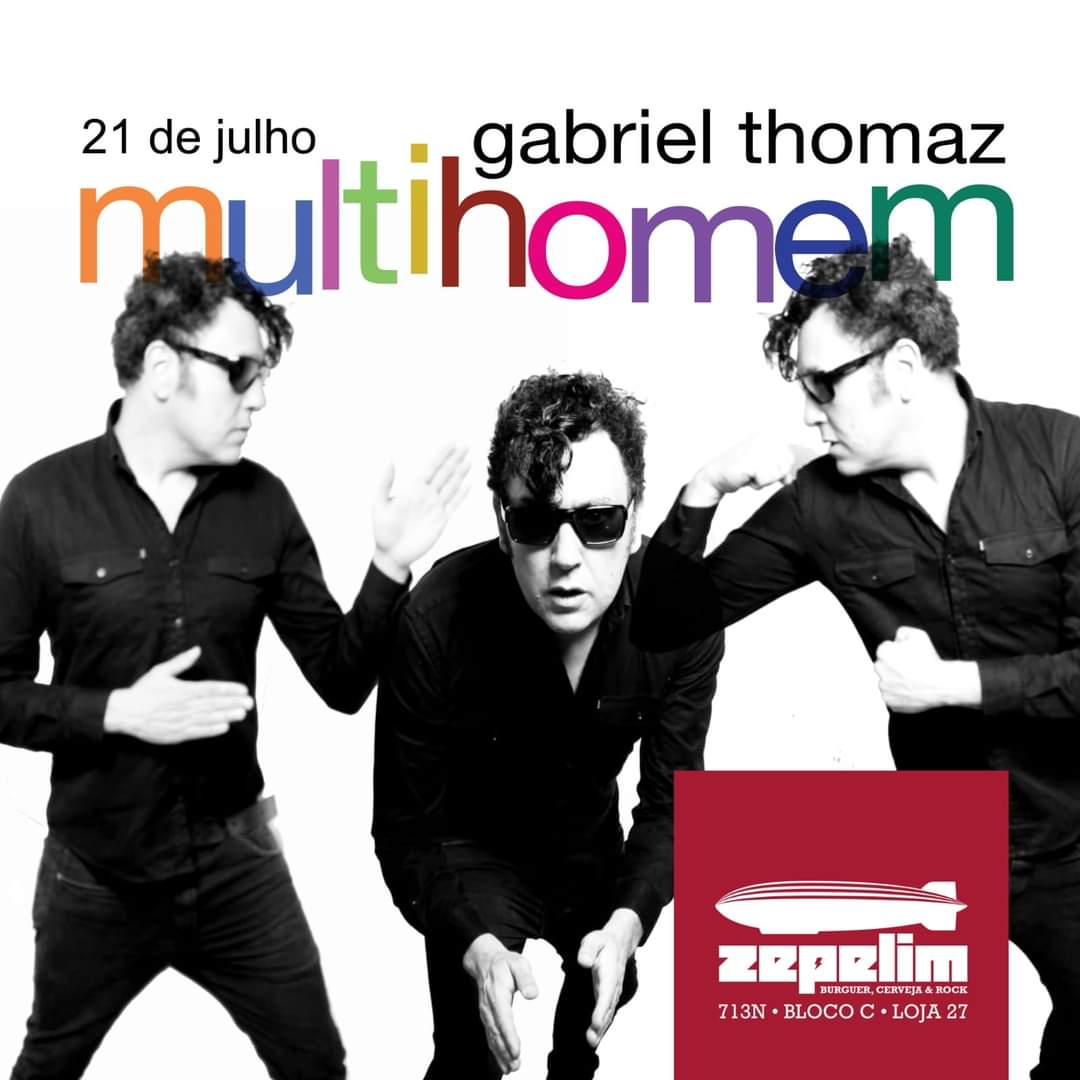 21 de julho
gabriel thomaz
multihomem
zepelim
BURGUER, CERVEJA & ROCK
713N • BLOCO C • LOJA 27